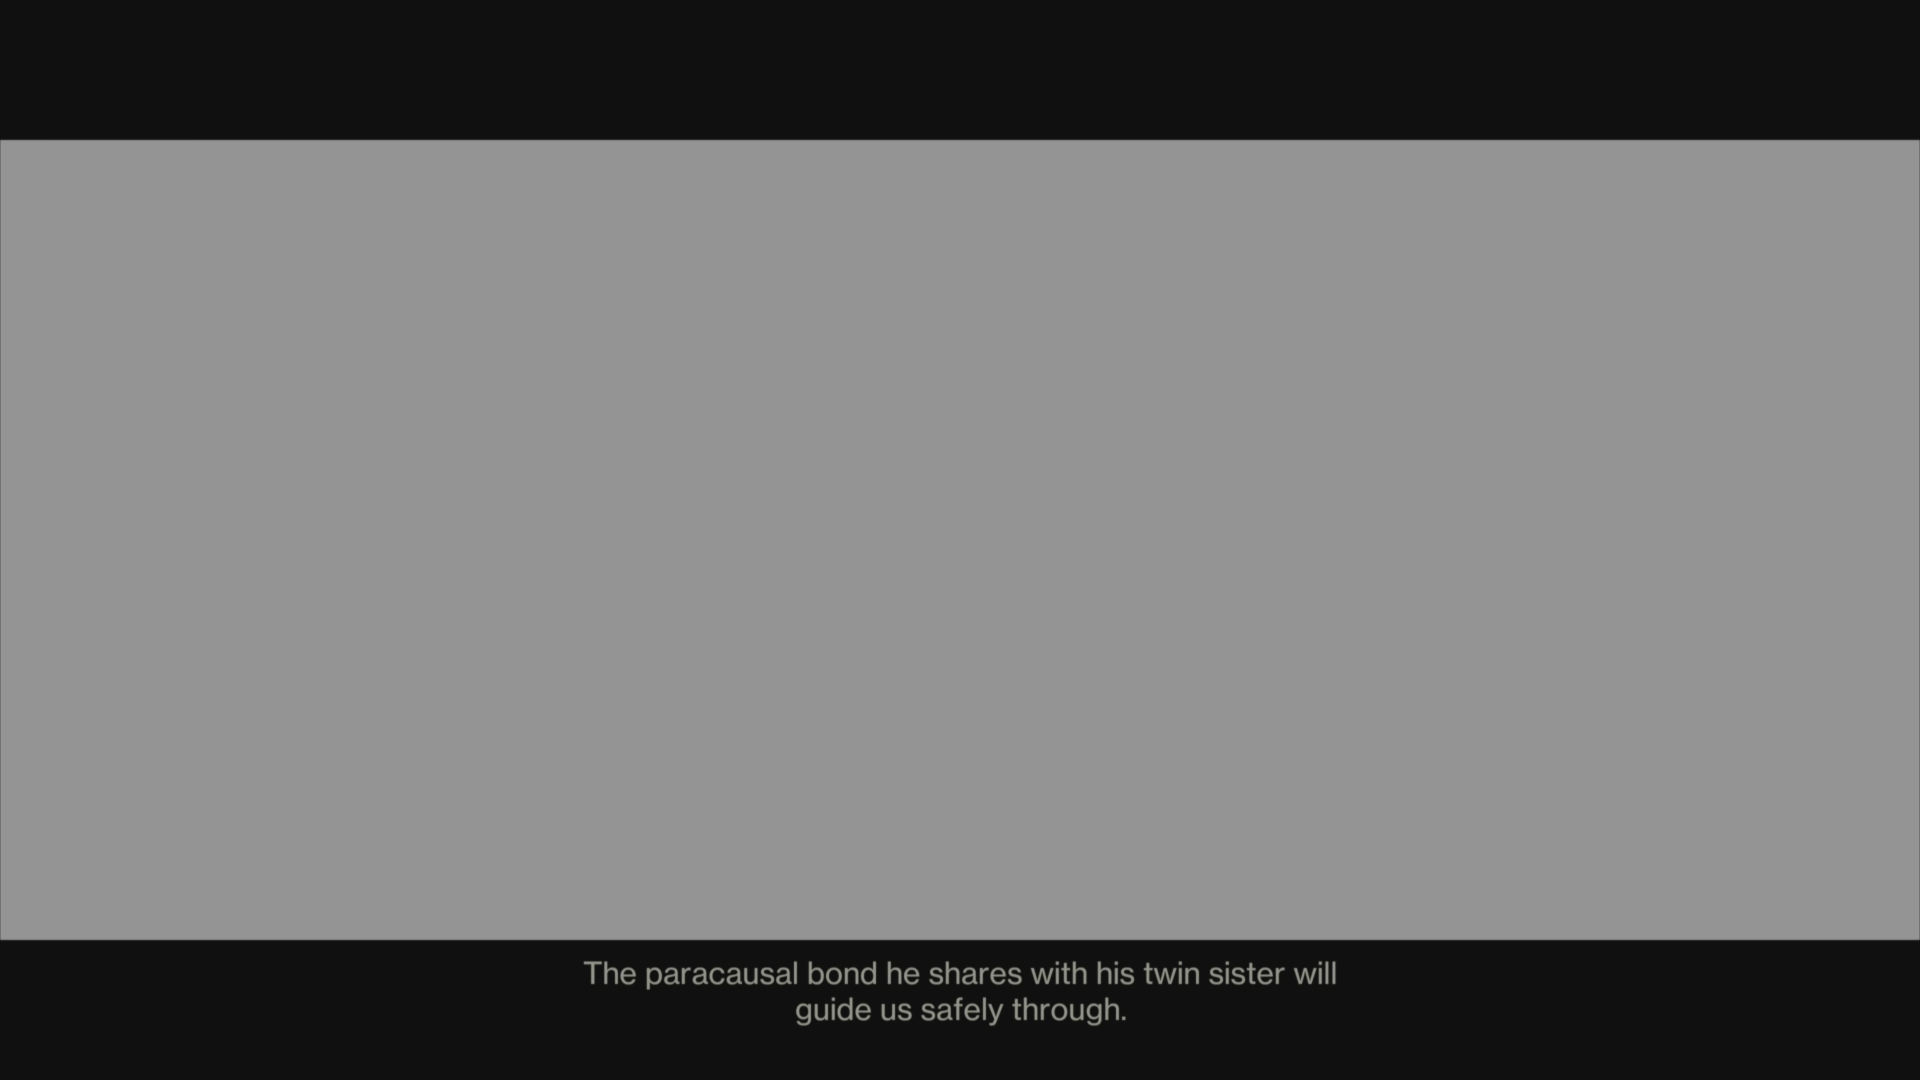 The paracausal bond he shares with his twin sister will
guide us safely through.